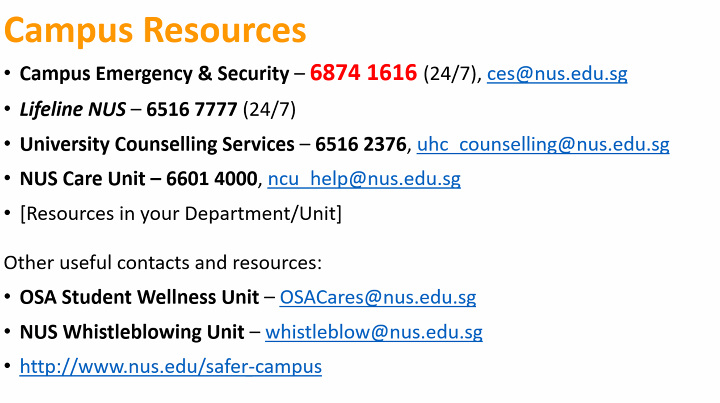 Campus Resources
• Campus Emergency & Security – 6874 1616 (24/7), ces@nus.edu.sg
• Lifeline NUS – 6516 7777 (24/7)
• University Counselling Services – 6516 2376, uhc_counselling@nus.edu.sg
• NUS Care Unit – 6601 4000, ncu_help@nus.edu.sg
• [Resources in your Department/Unit]
Other useful contacts and resources:
• OSA Student Wellness Unit – OSACares@nus.edu.sg
• NUS Whistleblowing Unit – whistleblow@nus.edu.sg
• http://www.nus.edu/safer-campus